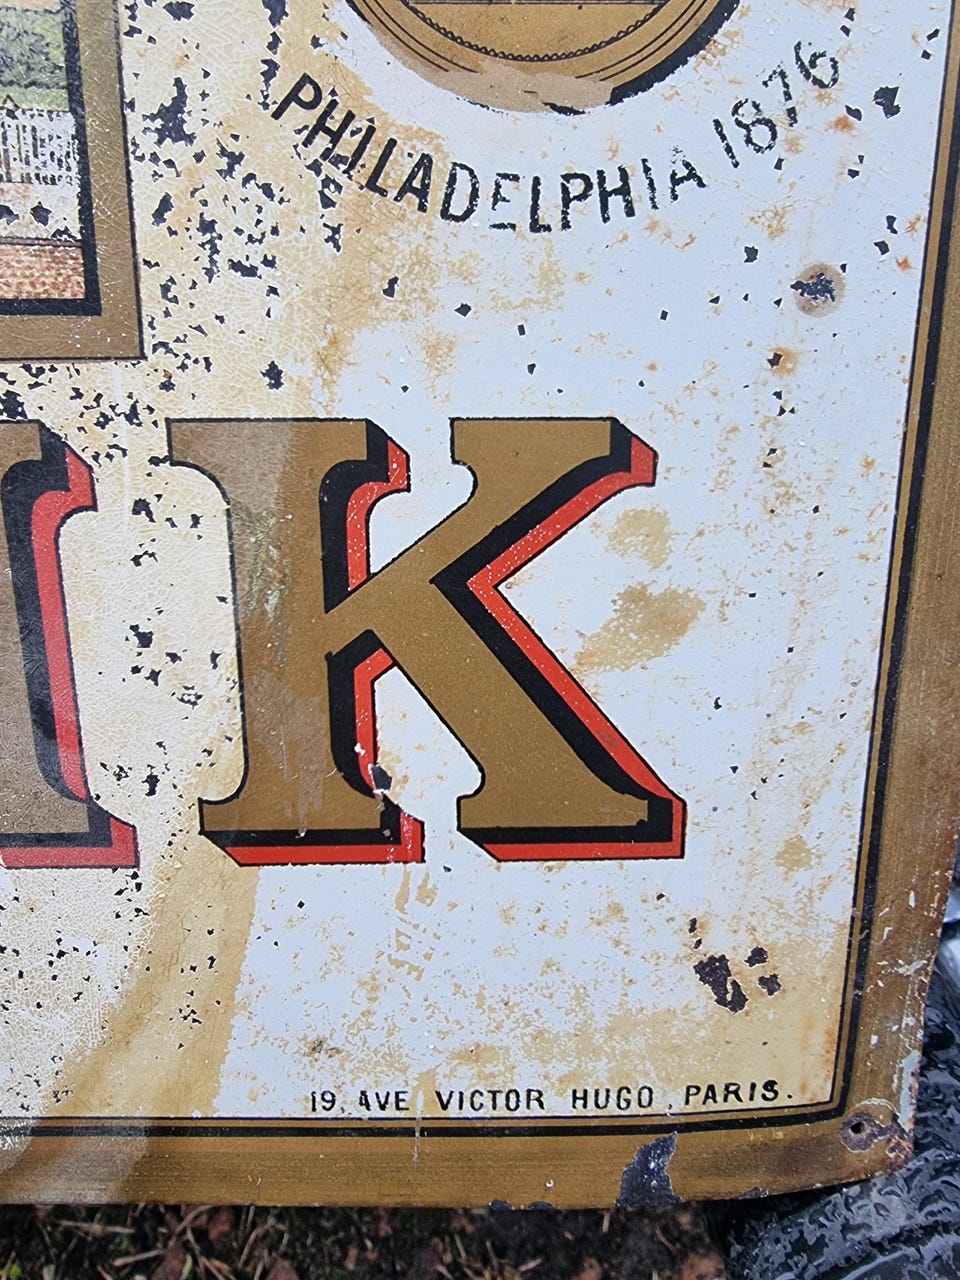 PHILADELPHIA 1876
K
19. AVE VICTOR HUGO. PARIS.